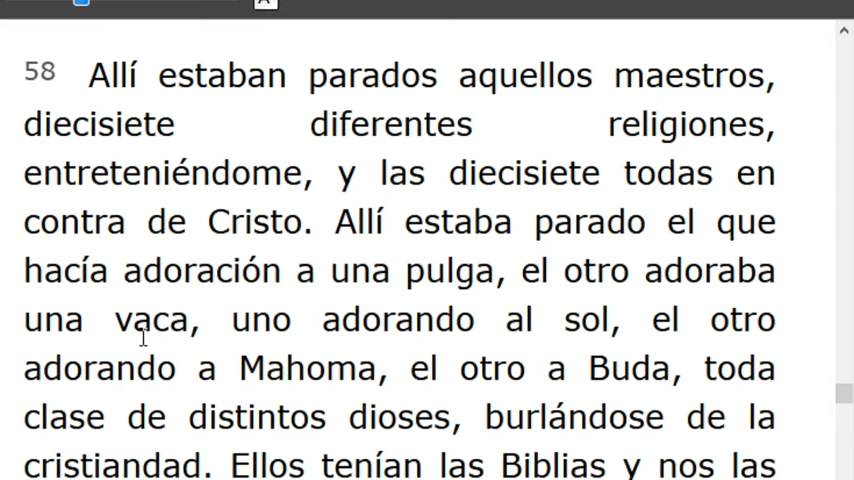 58 Allí estaban parados aquellos maestros,
diecisiete diferentes religiones,
entreteniéndome, y las diecisiete todas en
contra de Cristo. Allí estaba parado el que
hacía adoración a una pulga, el otro adoraba
una vaca, uno adorando al sol, el otro
adorando a Mahoma, el otro a Buda, toda
clase de distintos dioses, burlándose de la
cristiandad. Ellos tenían las Biblias y nos las